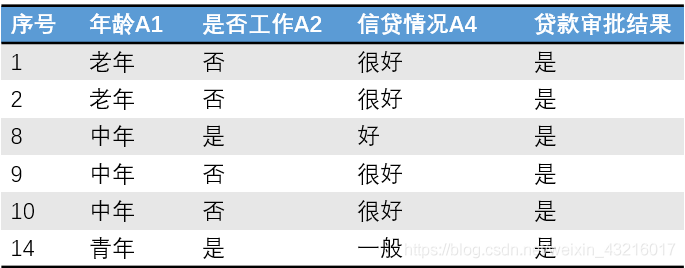 序号 年龄A1 是否工作A2 信贷情况A4 贷款审批结果
1 老年 否 很好 是
2 老年 否 很好 是
8 中年 是 好 是
9 中年 否 很好 是
10 中年 否 很好 是
14 青年 是 一般 是
https://blog.csdn.net/weixin_43216017